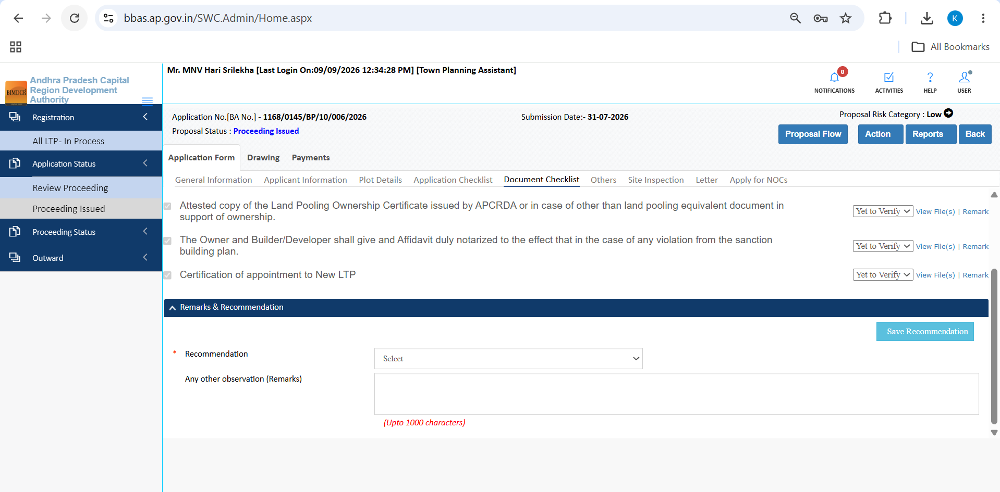 bbas.ap.gov.in/SWC.Admin/Home.aspx
K
All Bookmarks
BIMDCR
Andhra Pradesh Capital
Region Development
Authority
Mr. MNV Hari Srilekha [Last Login On:09/09/2026 12:34:28 PM] [Town Planning Assistant]
0
NOTIFICATIONS
ACTIVITIES
HELP
USER
Registration
All LTP- In Process
Application Status
Review Proceeding
Proceeding Issued
Proceeding Status
Outward
Application No.[BA No.] - 1168/0145/BP/10/006/2026
Submission Date:- 31-07-2026
Proposal Risk Category : Low
Proposal Status : Proceeding Issued
Proposal Flow
Action
Reports
Back
Application Form
Drawing
Payments
General Information
Applicant Information
Plot Details
Application Checklist
Document Checklist
Others
Site Inspection
Letter
Apply for NOCs
Attested copy of the Land Pooling Ownership Certificate issued by APCRDA or in case of other than land pooling equivalent document in
support of ownership.
Yet to Verify View File(s) | Remark
The Owner and Builder/Developer shall give and Affidavit duly notarized to the effect that in the case of any violation from the sanction
building plan.
Yet to Verify View File(s) | Remark
Certification of appointment to New LTP
Yet to Verify View File(s) | Remark
Remarks & Recommendation
Save Recommendation
* Recommendation
Select
Any other observation (Remarks)
(Upto 1000 characters)